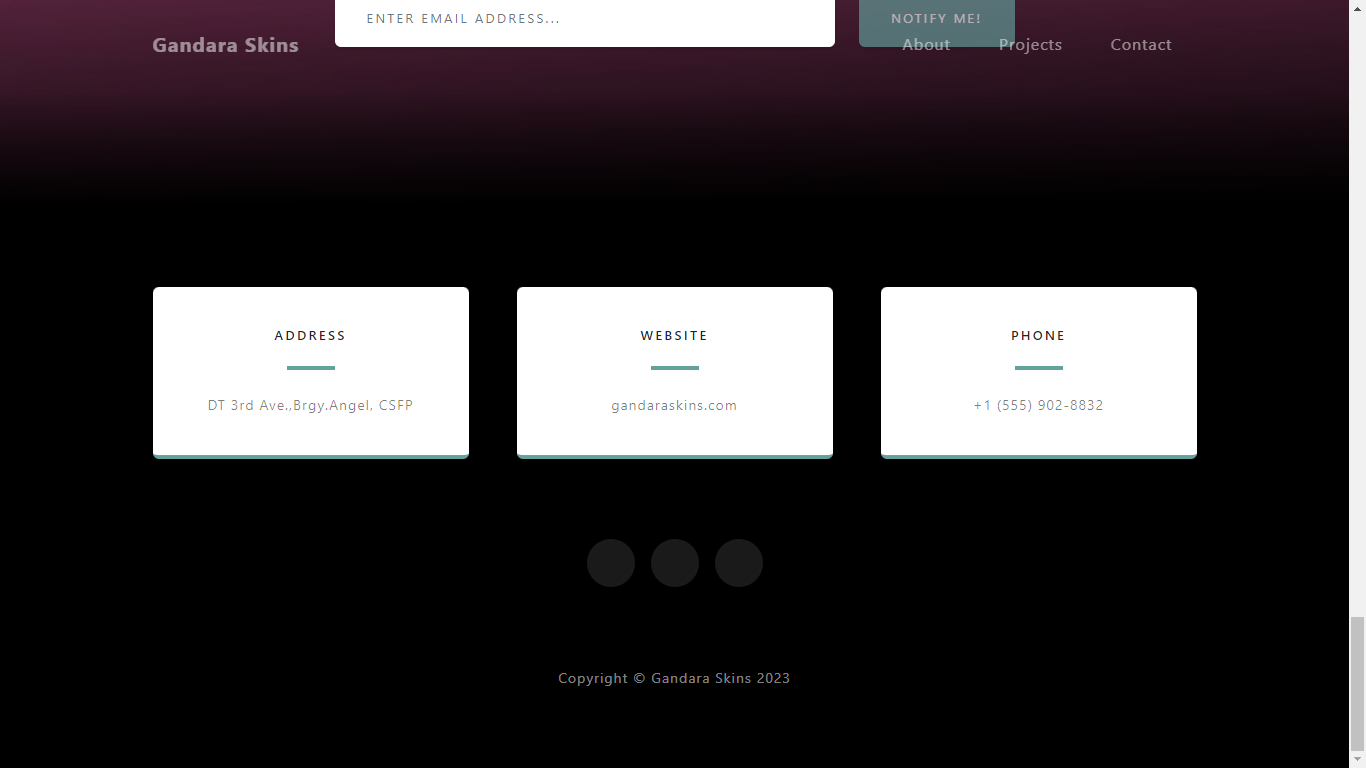 ENTER EMAIL ADDRESS...
NOTIFY ME!
Gandara Skins
About
Projects
Contact
ADDRESS
DT 3rd Ave.,Brgy.Angel, CSFP
WEBSITE
gandaraskins.com
PHONE
+1 (555) 902-8832
Copyright © Gandara Skins 2023